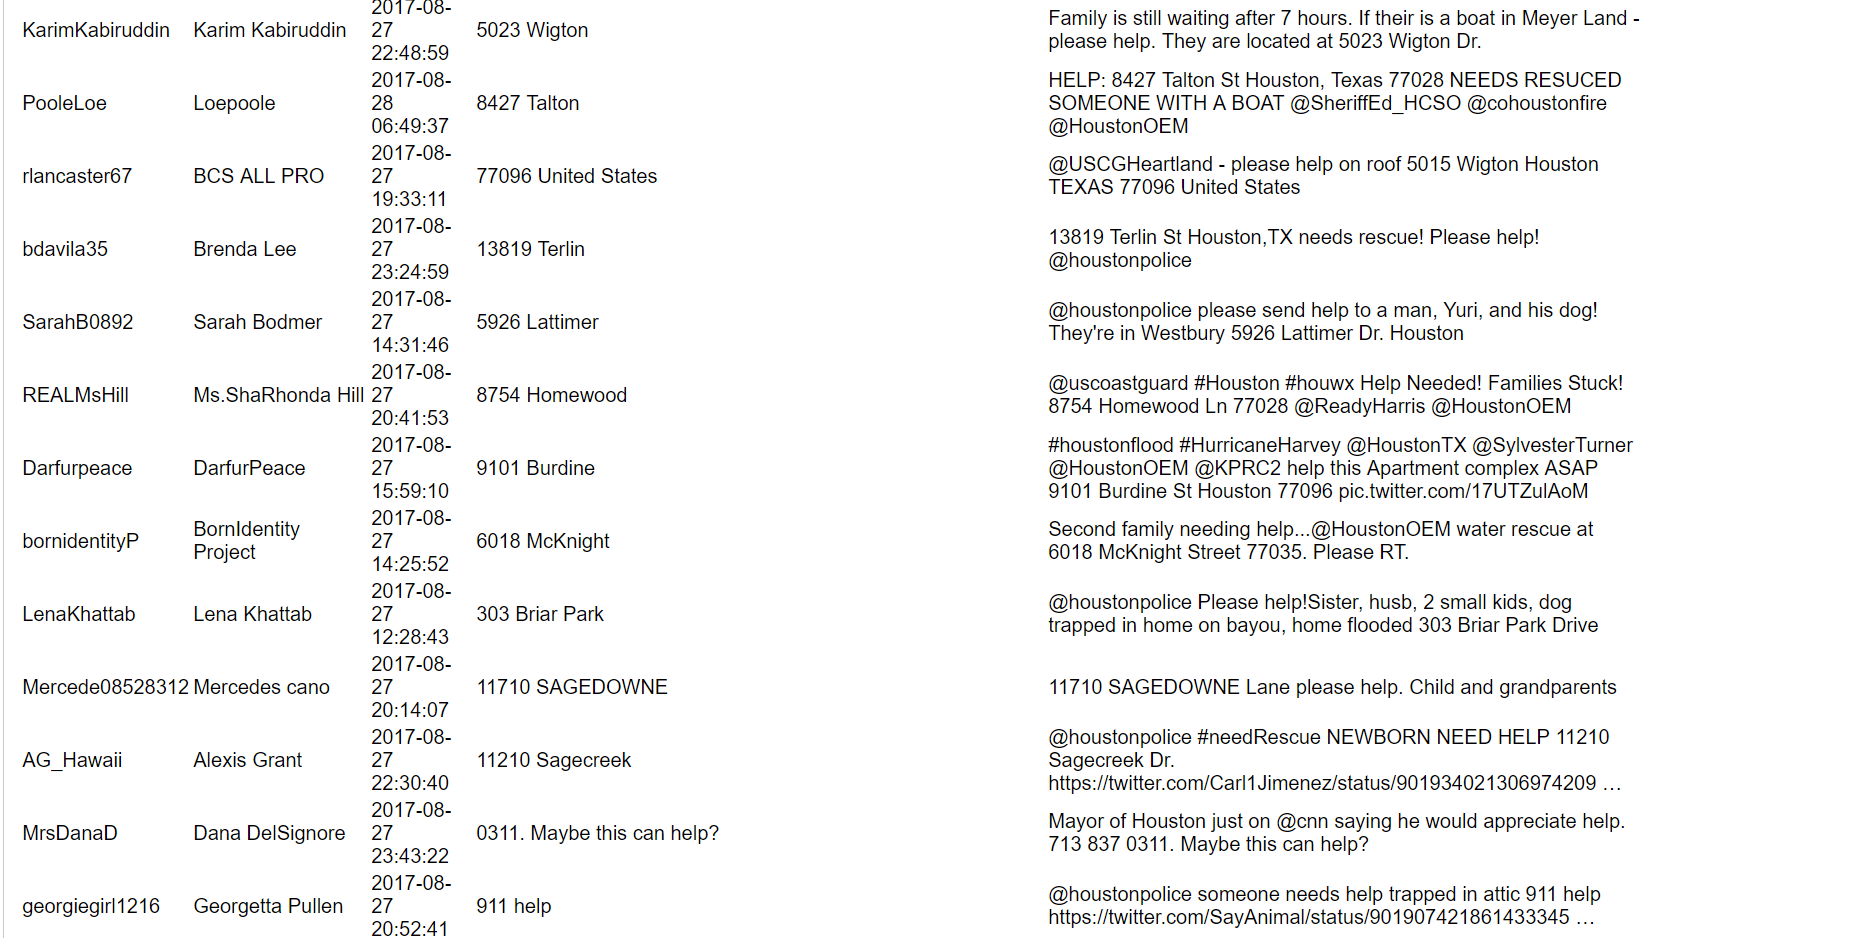 KarimKabiruddin Karim Kabiruddin 2017-08-27 22:48:59 5023 Wigton Family is still waiting after 7 hours. If their is a boat in Meyer Land -
please help. They are located at 5023 Wigton Dr.
PooleLoe Loepoole 2017-08-28 06:49:37 8427 Talton HELP: 8427 Talton St Houston, Texas 77028 NEEDS RESUCED
SOMEONE WITH A BOAT @SheriffEd_HCSO @cohoustonfire
@HoustonOEM
rlancaster67 BCS ALL PRO 2017-08-27 19:33:11 77096 United States @USCGHeartland - please help on roof 5015 Wigton Houston
TEXAS 77096 United States
bdavila35 Brenda Lee 2017-08-27 23:24:59 13819 Terlin 13819 Terlin St Houston,TX needs rescue! Please help!
@houstonpolice
SarahB0892 Sarah Bodmer 2017-08-27 14:31:46 5926 Lattimer @houstonpolice please send help to a man, Yuri, and his dog!
They're in Westbury 5926 Lattimer Dr. Houston
REALMsHill Ms.ShaRhonda Hill 2017-08-27 20:41:53 8754 Homewood @uscoastguard #Houston #houwx Help Needed! Families Stuck!
8754 Homewood Ln 77028 @ReadyHarris @HoustonOEM
Darfurpeace DarfurPeace 2017-08-27 15:59:10 9101 Burdine #houstonflood #HurricaneHarvey @HoustonTX @SylvesterTurner
@HoustonOEM @KPRC2 help this Apartment complex ASAP
9101 Burdine St Houston 77096 pic.twitter.com/17UTZulAoM
bornidentityP BornIdentity Project 2017-08-27 14:25:52 6018 McKnight Second family needing help...@HoustonOEM water rescue at
6018 McKnight Street 77035. Please RT.
LenaKhattab Lena Khattab 2017-08-27 12:28:43 303 Briar Park @houstonpolice Please help!Sister, husb, 2 small kids, dog
trapped in home on bayou, home flooded 303 Briar Park Drive
Mercede08528312 Mercedes cano 2017-08-27 20:14:07 11710 SAGEDOWNE 11710 SAGEDOWNE Lane please help. Child and grandparents
AG_Hawaii Alexis Grant 2017-08-27 22:30:40 11210 Sagecreek @houstonpolice #needRescue NEWBORN NEED HELP 11210
Sagecreek Dr.
https://twitter.com/Carl1Jimenez/status/901934021306974209 …
MrsDanaD Dana DelSignore 2017-08-27 23:43:22 0311. Maybe this can help? Mayor of Houston just on @cnn saying he would appreciate help.
713 837 0311. Maybe this can help?
georgiegirl1216 Georgetta Pullen 2017-08-27 20:52:41 911 help @houstonpolice someone needs help trapped in attic 911 help
https://twitter.com/SayAnimal/status/901907421861433345 …